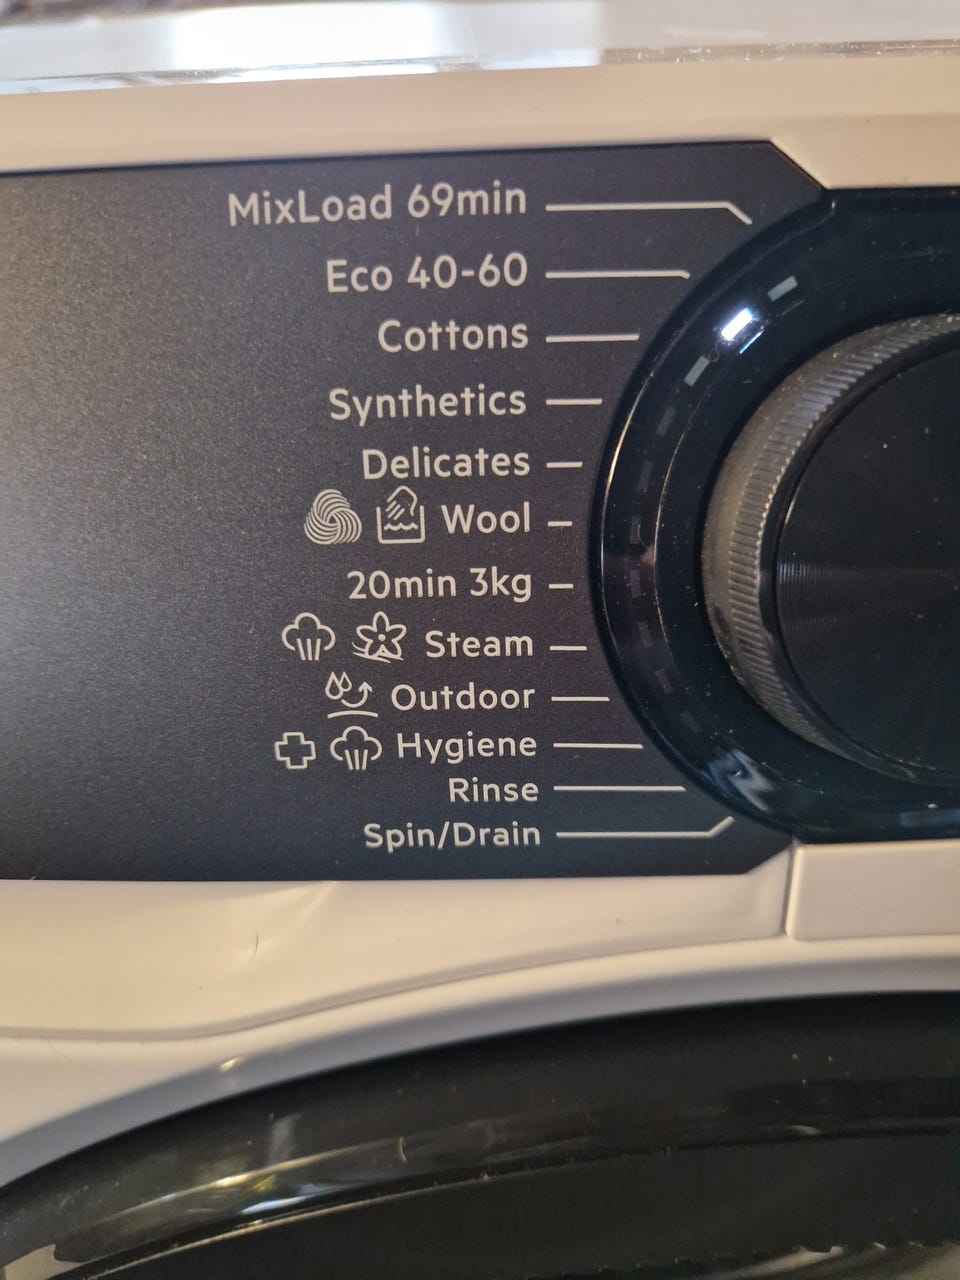 MixLoad 69min
Eco 40-60
Cottons
Synthetics
Delicates
Wool
20min 3kg
Steam
Outdoor
Hygiene
Rinse
Spin/Drain